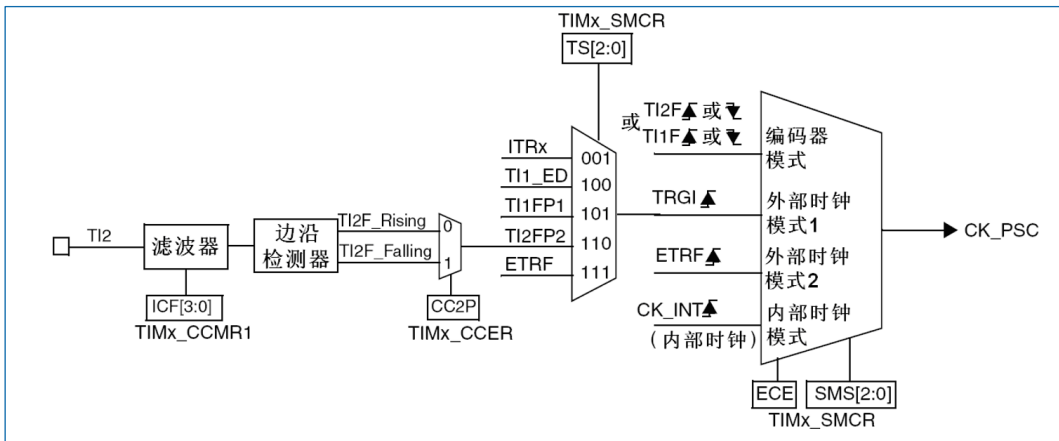 TIMx_SMCR
TS[2:0]
ITRx
TI1_ED
TI1FP1
TI2FP2
ETRF
001
100
101
110
111
TI2
滤波器
ICF[3:0]
TIMx_CCMR1
边沿
检测器
TI2F_Rising
TI2F_Falling
0
1
CC2P
TIMx_CCER
或
TI2F 或
TI1F 或
TRGI
ETRF
CK_INT
(内部时钟)
编码器
模式
外部时钟
模式1
外部时钟
模式2
内部时钟
模式
CK_PSC
ECE
SMS[2:0]
TIMx_SMCR